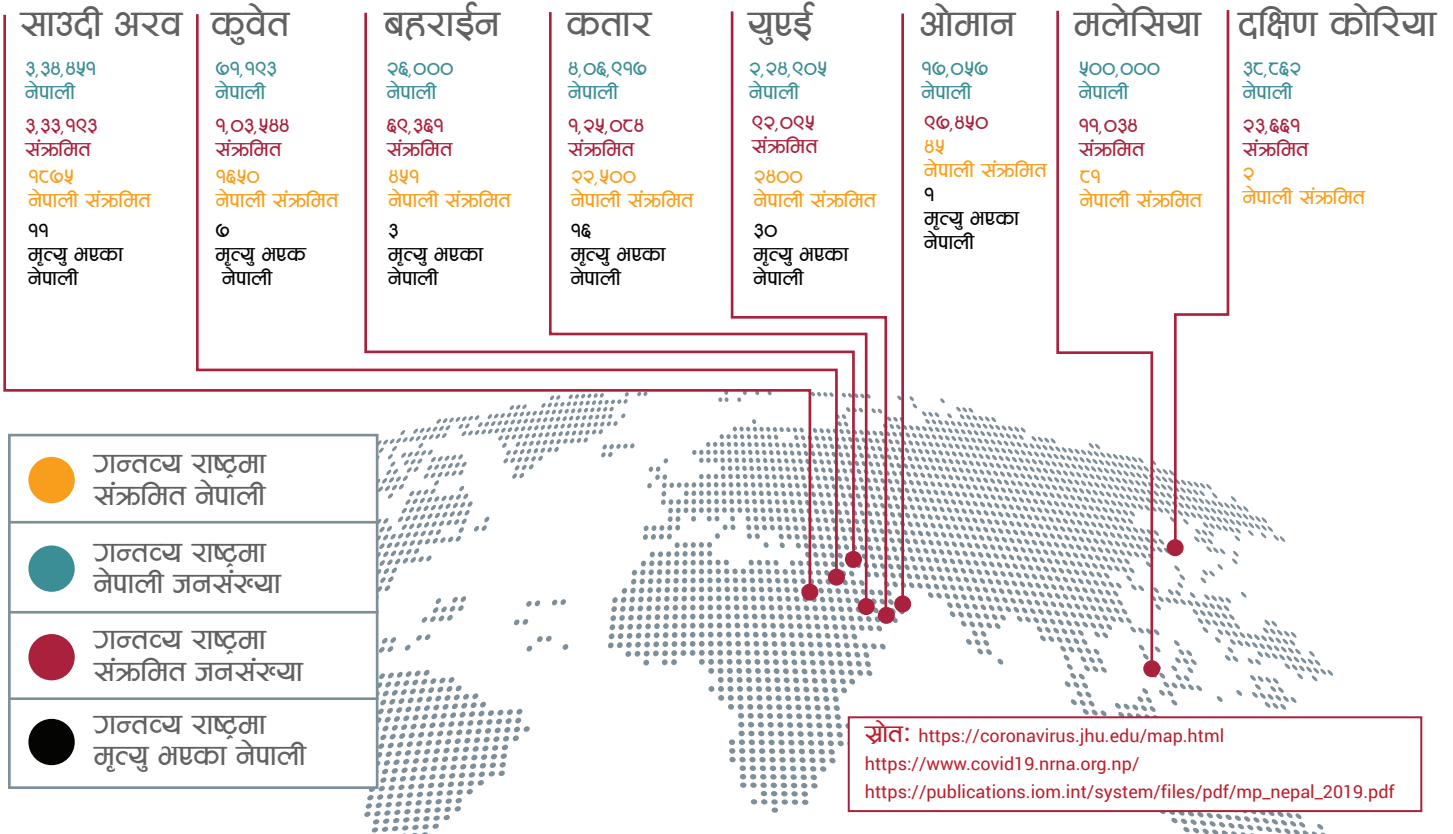 साउदी अरव
३,३४,४५१
नेपाली
३,३३,१९३
संक्रमित
१८७५
नेपाली संक्रमित
११
मृत्यु भएका
नेपाली
कुवेत
७१,१९३
नेपाली
१,०३,५४४
संक्रमित
१६५०
नेपाली संक्रमित
७
मृत्यु भएक
नेपाली
बहराईन
२६,०००
नेपाली
६९,३६१
संक्रमित
४५१
नेपाली संक्रमित
३
मृत्यु भएका
नेपाली
कतार
४,०६,९१७
नेपाली
१,२५,०८४
संक्रमित
२२,५००
नेपाली संक्रमित
१६
मृत्यु भएका
नेपाली
युएई
२,२४,९०५
नेपाली
९२,०९५
संक्रमित
२४००
नेपाली संक्रमित
३०
मृत्यु भएका
नेपाली
ओमान
१७,०५७
नेपाली
९७,४५०
४५
नेपाली संक्रमित
१
मृत्यु भएका
नेपाली
मलेसिया
५००,०००
नेपाली
११,०३४
संक्रमित
८१
नेपाली संक्रमित
दक्षिण कोरिया
३८,८६२
नेपाली
२३,६६१
संक्रमित
२
नेपाली संक्रमित
गन्तव्य राष्ट्रमा
संक्रमित नेपाली
गन्तव्य राष्ट्रमा
नेपाली जनसंख्या
गन्तव्य राष्ट्रमा
संक्रमित जनसंख्या
गन्तव्य राष्ट्रमा
मृत्यु भएका नेपाली
स्रोत: https://coronavirus.jhu.edu/map.html
https://www.covid19.nrna.org.np/
https://publications.iom.int/system/files/pdf/mp_nepal_2019.pdf